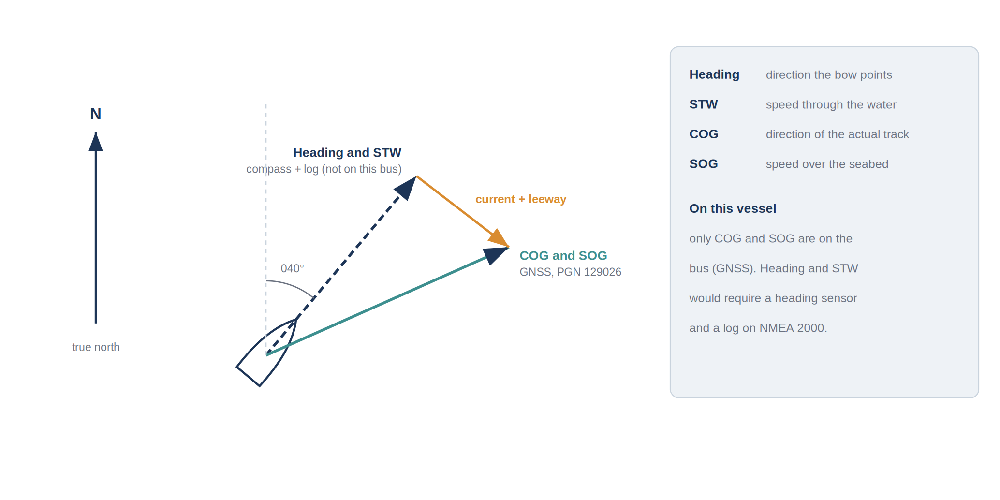 N
true north
Heading and STW
compass + log (not on this bus)
040°
current + leeway
COG and SOG
GNSS, PGN 129026
Heading direction the bow points
STW speed through the water
COG direction of the actual track
SOG speed over the seabed
On this vessel
only COG and SOG are on the
bus (GNSS). Heading and STW
would require a heading sensor
and a log on NMEA 2000.